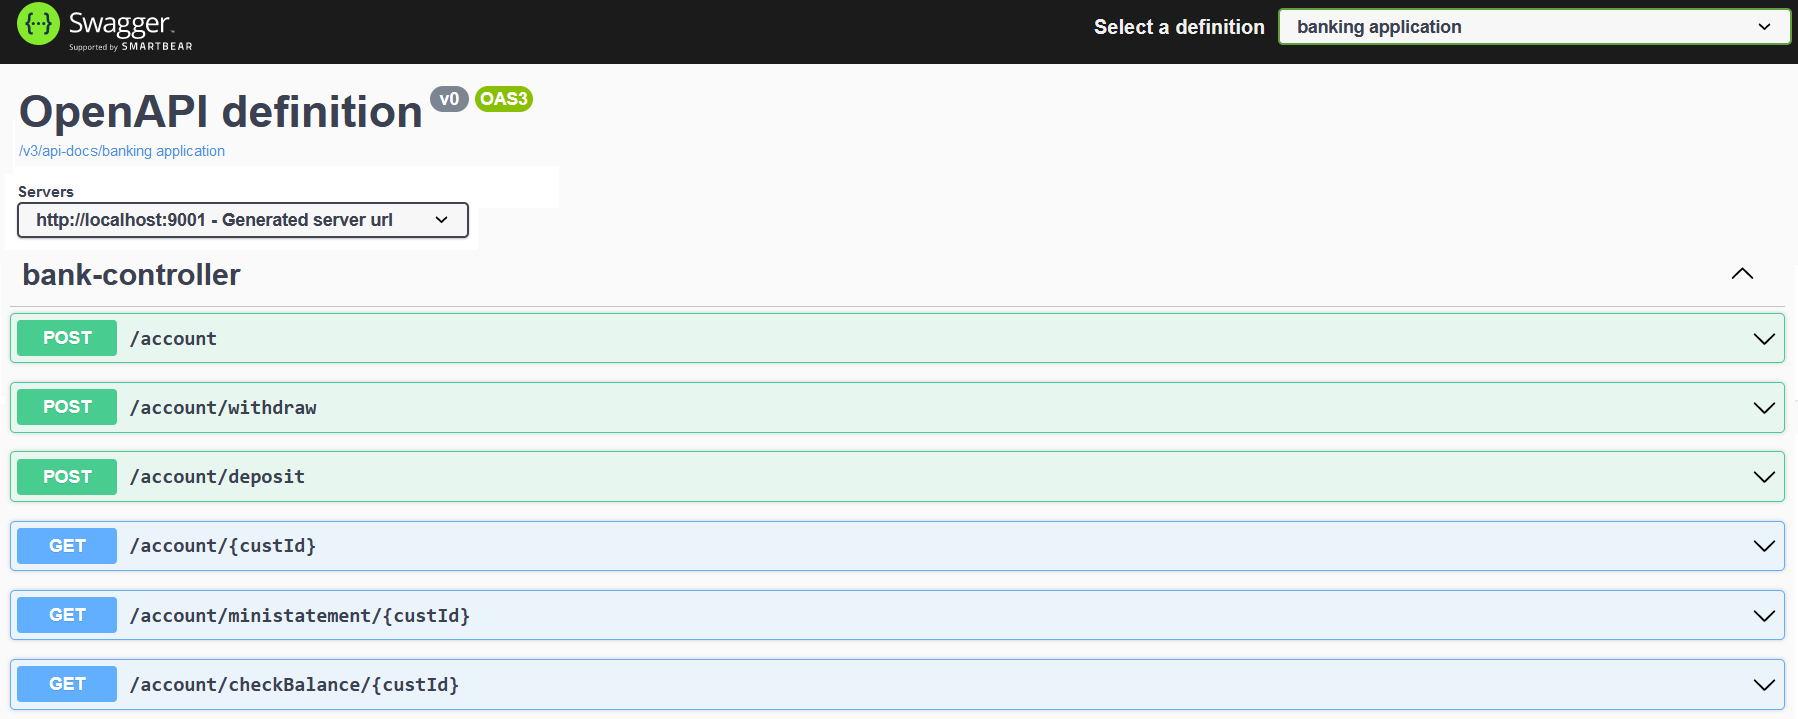 {···} Swagger.
Supported by SMARTBEAR
Select a definition
banking application
OpenAPI definition v0 OAS3
/v3/api-docs/banking application
Servers
http://localhost:9001 - Generated server url
bank-controller
POST /account
POST /account/withdraw
POST /account/deposit
GET /account/{custId}
GET /account/ministatement/{custId}
GET /account/checkBalance/{custId}